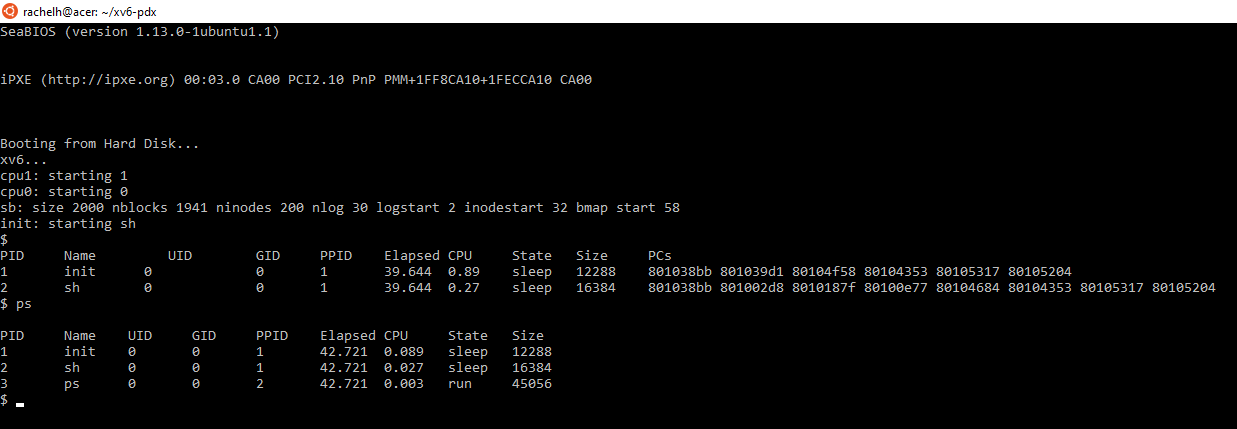 rachelh@acer: ~/xv6-pdx
SeaBIOS (version 1.13.0-1ubuntu1.1)
iPXE (http://ipxe.org) 00:03.0 CA00 PCI2.10 PnP PMM+1FF8CA10+1FECCA10 CA00
Booting from Hard Disk...
xv6...
cpu1: starting 1
cpu0: starting 0
sb: size 2000 nblocks 1941 ninodes 200 nlog 30 logstart 2 inodestart 32 bmap start 58
init: starting sh
$
PID Name UID GID PPID Elapsed CPU State Size PCs
1 init 0 0 1 39.644 0.89 sleep 12288 801038bb 801039d1 80104f58 80104353 80105317 80105204
2 sh 0 0 1 39.644 0.27 sleep 16384 801038bb 801002d8 8010187f 80100e77 80104684 80104353 80105317 80105204
$ ps
PID Name UID GID PPID Elapsed CPU State Size
1 init 0 0 1 42.721 0.089 sleep 12288
2 sh 0 0 1 42.721 0.027 sleep 16384
3 ps 0 0 2 42.721 0.003 run 45056
$